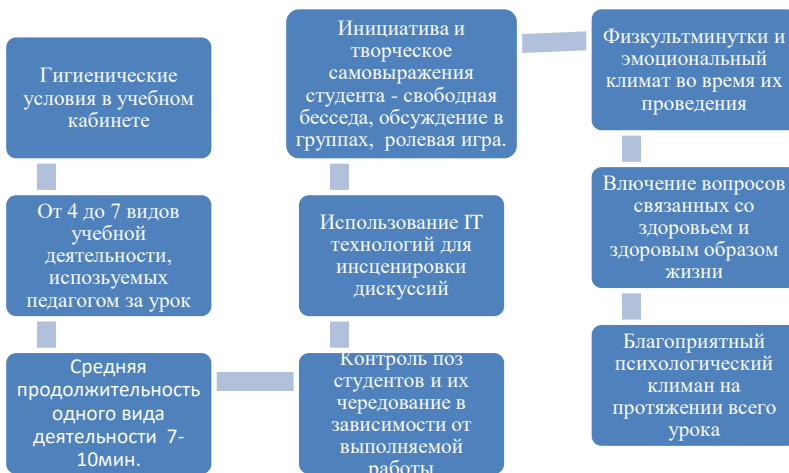 Гигиенические
условия в учебном
кабинете
От 4 до 7 видов
учебной
деятельности,
испозьуемых
педагогом за урок
Средняя
продолжительность
одного вида
деятельности 7-
10мин.
Контроль поз
студентов и их
чередование в
зависимости от
выполняемой
работы
Использование IT
технологий для
инсценировки
дискуссий
Инициатива и
творческое
самовыражения
студента - свободная
бесседа, обсуждение в
группах, ролевая игра.
Физкультминутки и
эмоциональный
климат во время их
проведения
Влючение вопросов
связанных со
здоровьем и
здоровым образом
жизни
Благоприятный
психологический
климан на
протяжении всего
урока